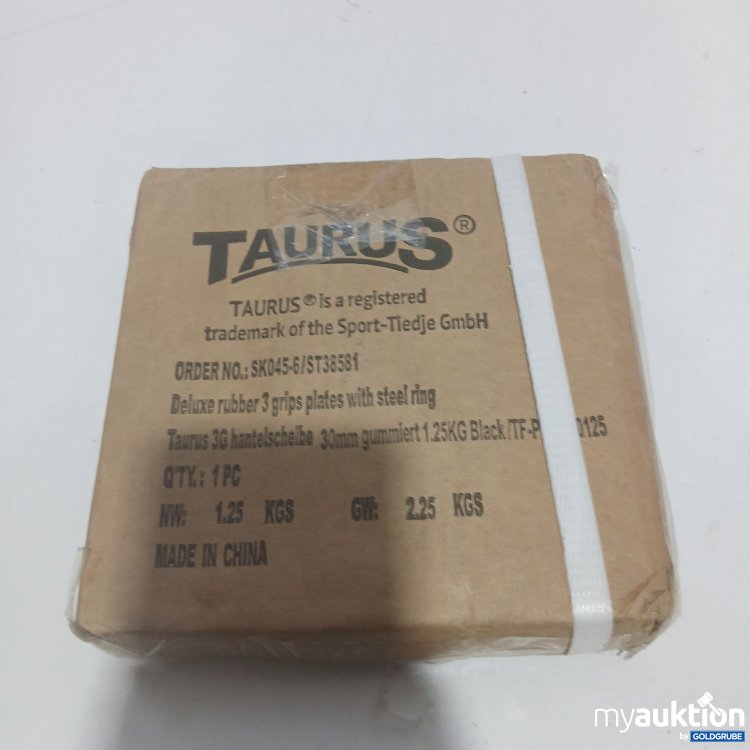 TAURUS®
TAURUS® is a registered
trademark of the Sport-Tiedje GmbH
ORDER NO.: SK045-6/ST38581
Deluxe rubber 3 grips plates with steel ring
Taurus 3G hantelscheibe 30mm gummiert 1.25KG Black /TF-P 0125
Q'TY.: 1 PC
NW: 1.25 KGS GW: 2.25 KGS
MADE IN CHINA
myauktion
by GOLDGRUBE